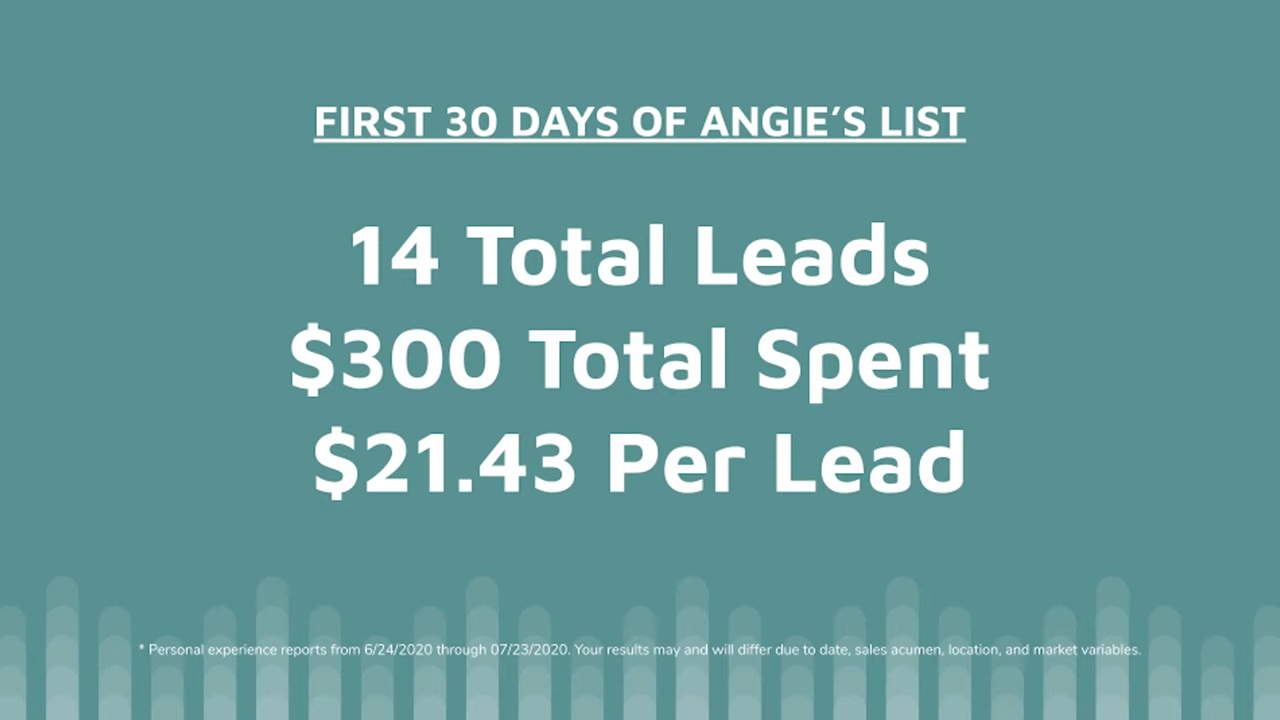 FIRST 30 DAYS OF ANGIE'S LIST
14 Total Leads
$300 Total Spent
$21.43 Per Lead
* Personal experience reports from 6/24/2020 through 07/23/2020. Your results may and will differ due to date, sales acumen, location, and market variables.